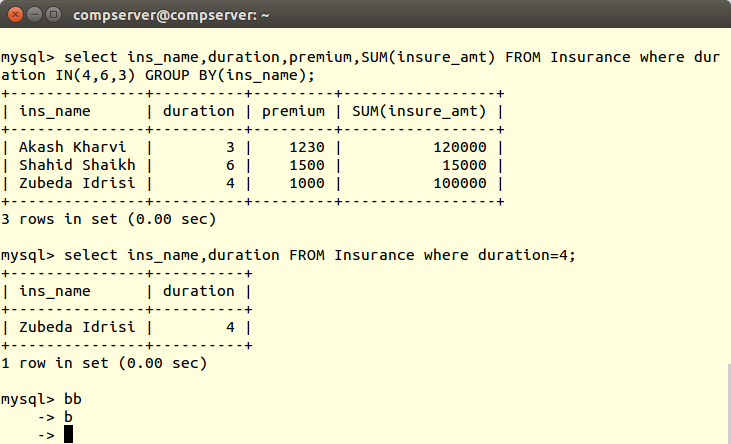 compserver@compserver: ~
mysql> select ins_name,duration,premium,SUM(insure_amt) FROM Insurance where dur
ation IN(4,6,3) GROUP BY(ins_name);
+---------------+----------+---------+-----------------+
| ins_name      | duration | premium | SUM(insure_amt) |
+---------------+----------+---------+-----------------+
| Akash Kharvi  |        3 |    1230 |          120000 |
| Shahid Shaikh |        6 |    1500 |           15000 |
| Zubeda Idrisi |        4 |    1000 |          100000 |
+---------------+----------+---------+-----------------+
3 rows in set (0.00 sec)
mysql> select ins_name,duration FROM Insurance where duration=4;
+---------------+----------+
| ins_name      | duration |
+---------------+----------+
| Zubeda Idrisi |        4 |
+---------------+----------+
1 row in set (0.00 sec)
mysql> bb
    -> b
    ->